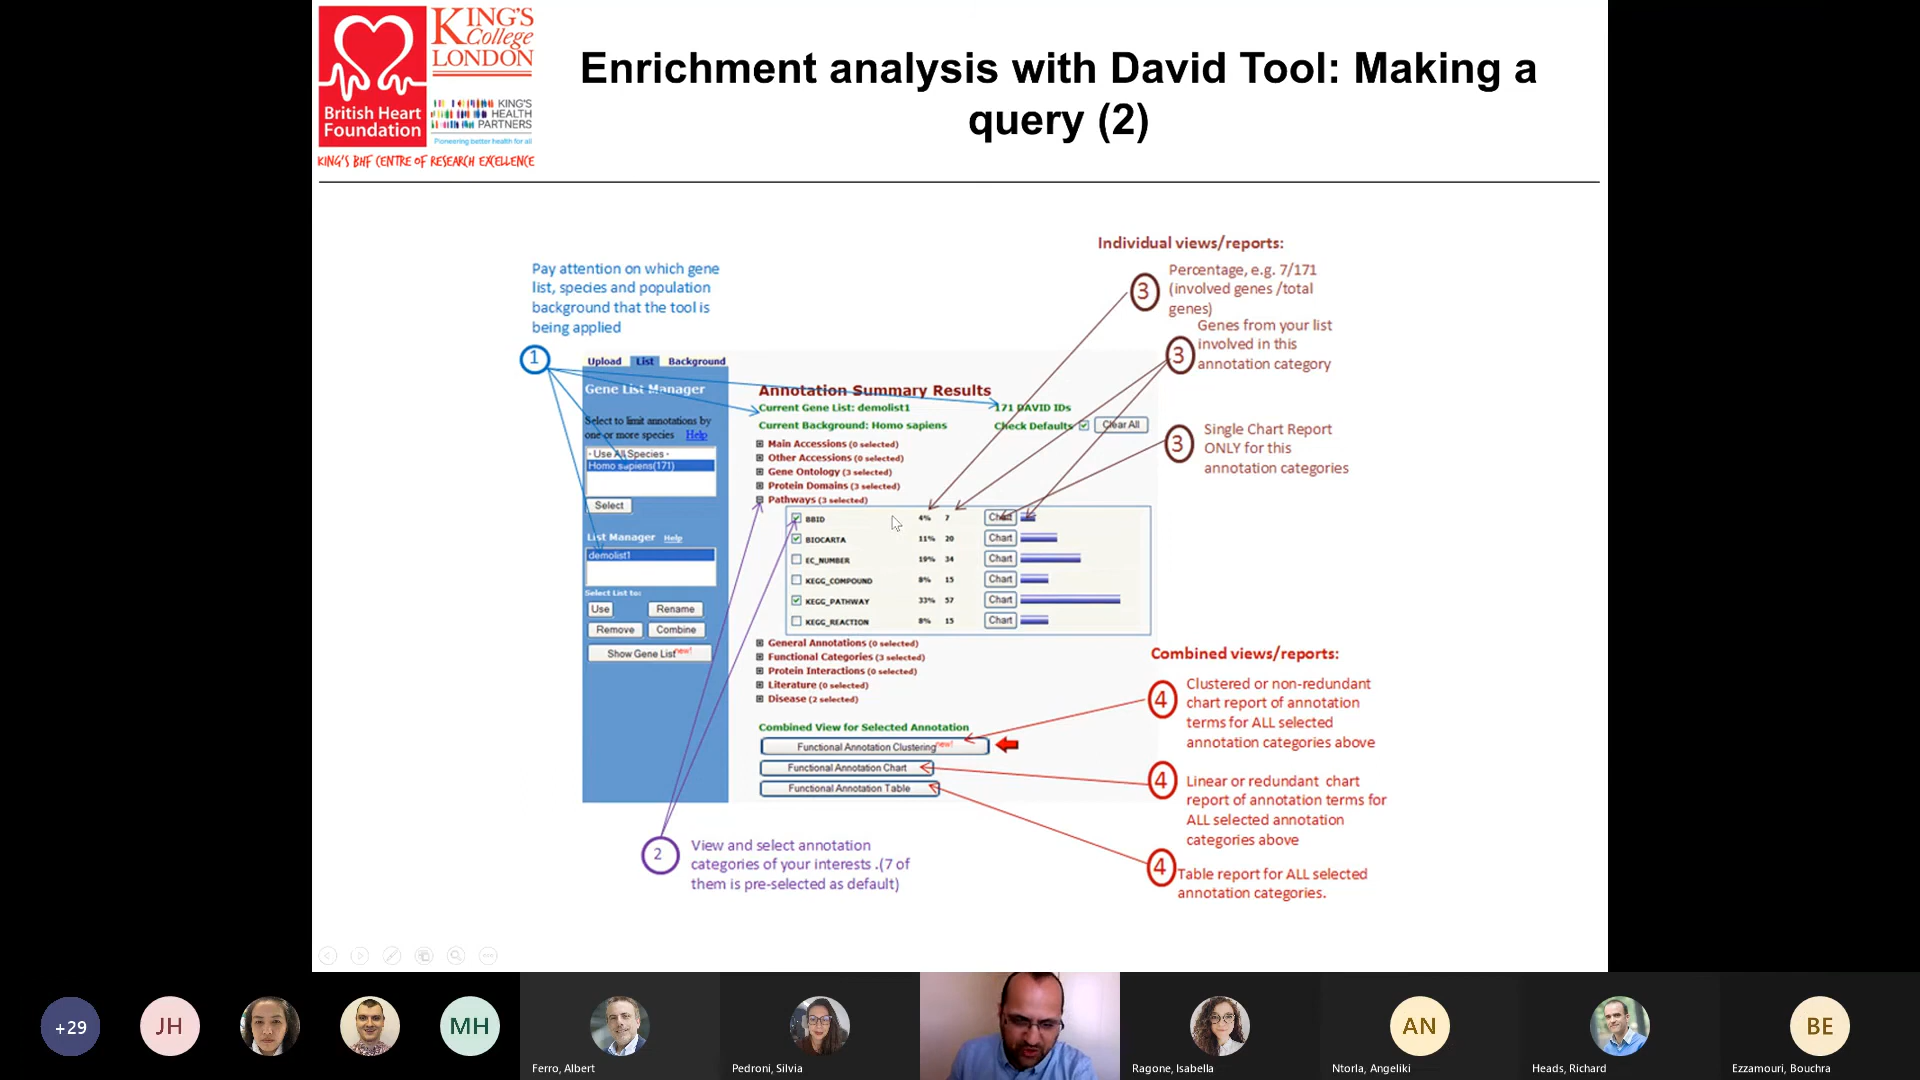 KING'S
College
LONDON
British Heart
Foundation
KING'S
HEALTH
PARTNERS
Pioneering better health for all
KING'S BHF CENTRE OF RESEARCH EXCELLENCE
Enrichment analysis with David Tool: Making a
query (2)
Pay attention on which gene
list, species and population
background that the tool is
being applied
1
Individual views/reports:
3
Percentage, e.g. 7/171
(involved genes /total
genes)
3
Genes from your list
involved in this
annotation category
3
Single Chart Report
ONLY for this
annotation categories
Upload List Background
Gene List Manager
Select to limit annotations by
one or more species Help
- Use All Species -
Homo sapiens(171)
Select
List Manager Help
demolist1
Select List to:
Use Rename
Remove Combine
Show Gene List new!
Annotation Summary Results
Current Gene List: demolist1 171 DAVID IDs
Current Background: Homo sapiens Check Defaults Clear All
Main Accessions (0 selected)
Other Accessions (0 selected)
Gene Ontology (3 selected)
Protein Domains (3 selected)
Pathways (3 selected)
BBID 4% 7 Chart
BIOCARTA 11% 20 Chart
EC_NUMBER 19% 34 Chart
KEGG_COMPOUND 8% 15 Chart
KEGG_PATHWAY 33% 57 Chart
KEGG_REACTION 8% 15 Chart
General Annotations (0 selected)
Functional Categories (3 selected)
Protein Interactions (0 selected)
Literature (0 selected)
Disease (2 selected)
Combined View for Selected Annotation
Functional Annotation Clustering new!
Functional Annotation Chart
Functional Annotation Table
Combined views/reports:
4
Clustered or non-redundant
chart report of annotation
terms for ALL selected
annotation categories above
4
Linear or redundant chart
report of annotation terms for
ALL selected annotation
categories above
4
Table report for ALL selected
annotation categories.
2
View and select annotation
categories of your interests .(7 of
them is pre-selected as default)
+29
JH
MH
Ferro, Albert
Pedroni, Silvia
Ragone, Isabella
AN
Ntorla, Angeliki
Heads, Richard
BE
Ezzamouri, Bouchra